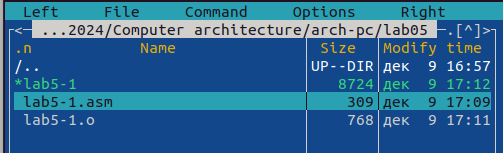 Left File Command Options Right
<— ...2024/Computer architecture/arch-pc/lab05 —.[^]>
.n Name Size Modify time
/.. UP--DIR дек 9 16:57
*lab5-1 8724 дек 9 17:12
lab5-1.asm 309 дек 9 17:09
lab5-1.o 768 дек 9 17:11